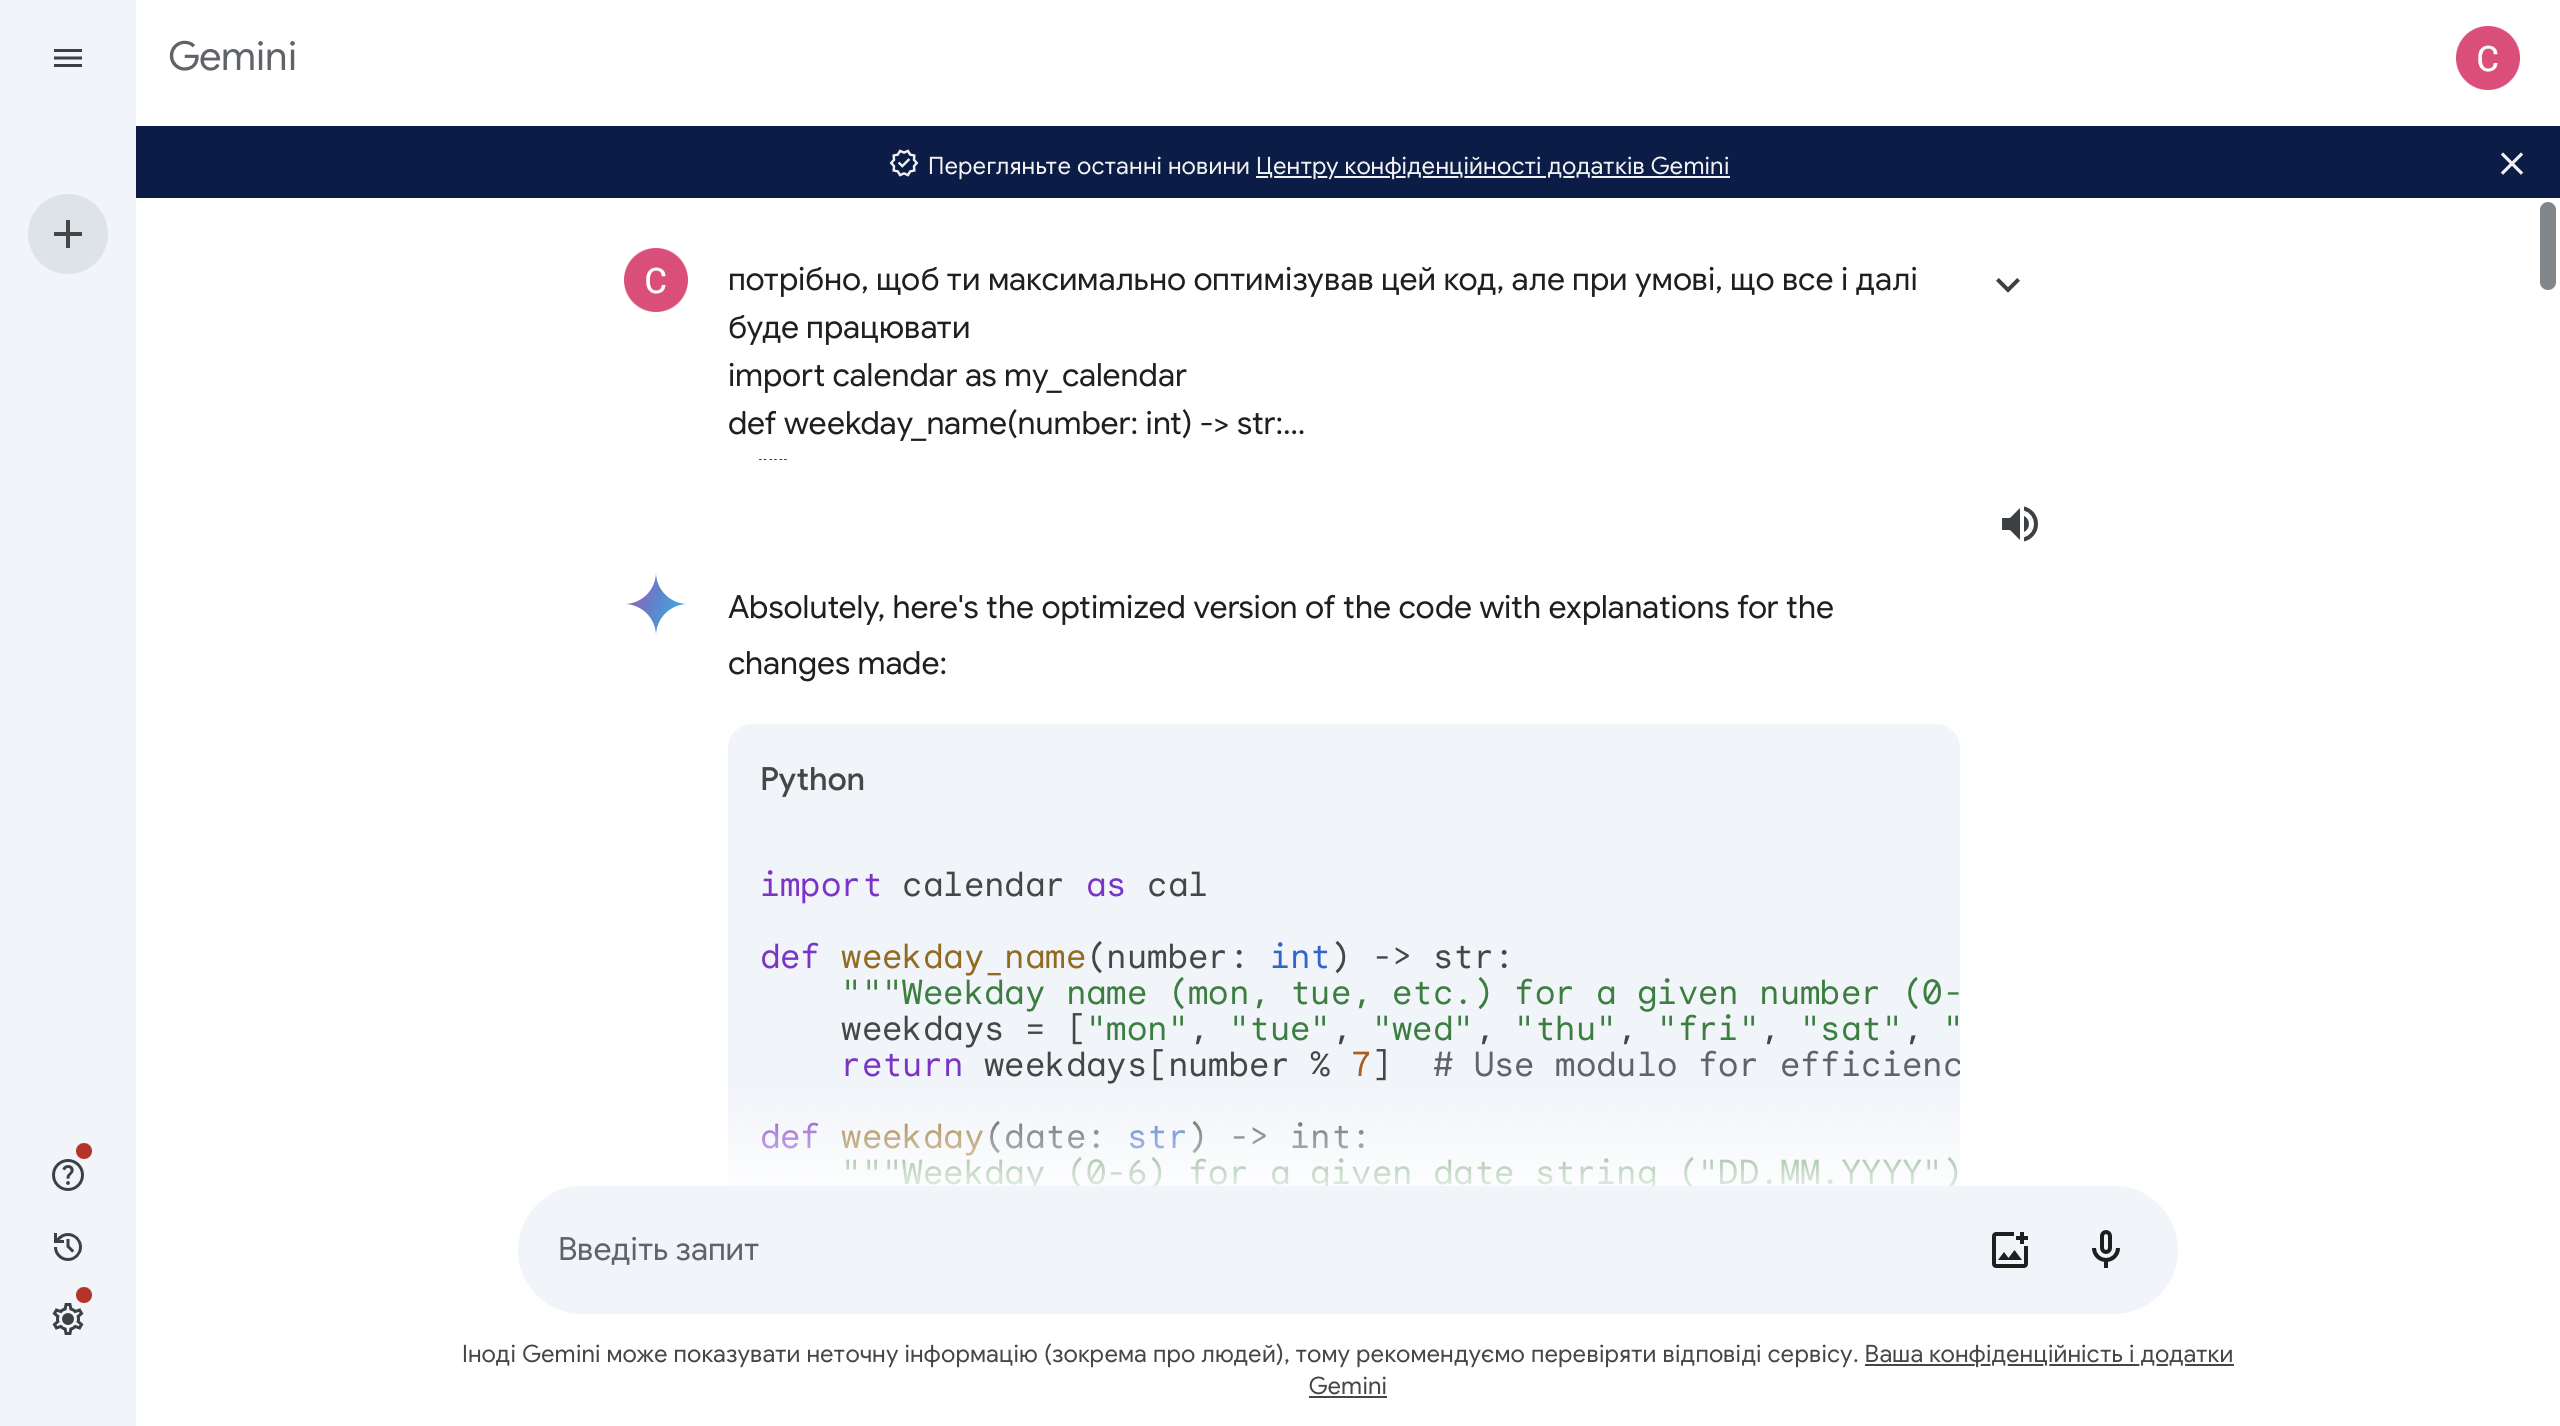 Gemini
C
Перегляньте останні новини Центру конфіденційності додатків Gemini
C
потрібно, щоб ти максимально оптимізував цей код, але при умові, що все і далі
буде працювати
import calendar as my_calendar
def weekday_name(number: int) -> str:...
"""
Absolutely, here's the optimized version of the code with explanations for the
changes made:
Python
import calendar as cal
def weekday_name(number: int) -> str:
"""Weekday name (mon, tue, etc.) for a given number (0-
weekdays = ["mon", "tue", "wed", "thu", "fri", "sat", "
return weekdays[number % 7]  # Use modulo for efficienc
def weekday(date: str) -> int:
"""Weekday (0-6) for a given date string ("DD.MM.YYYY")
Введіть запит
Іноді Gemini може показувати неточну інформацію (зокрема про людей), тому рекомендуємо перевіряти відповіді сервісу. Ваша конфіденційність і додатки
Gemini